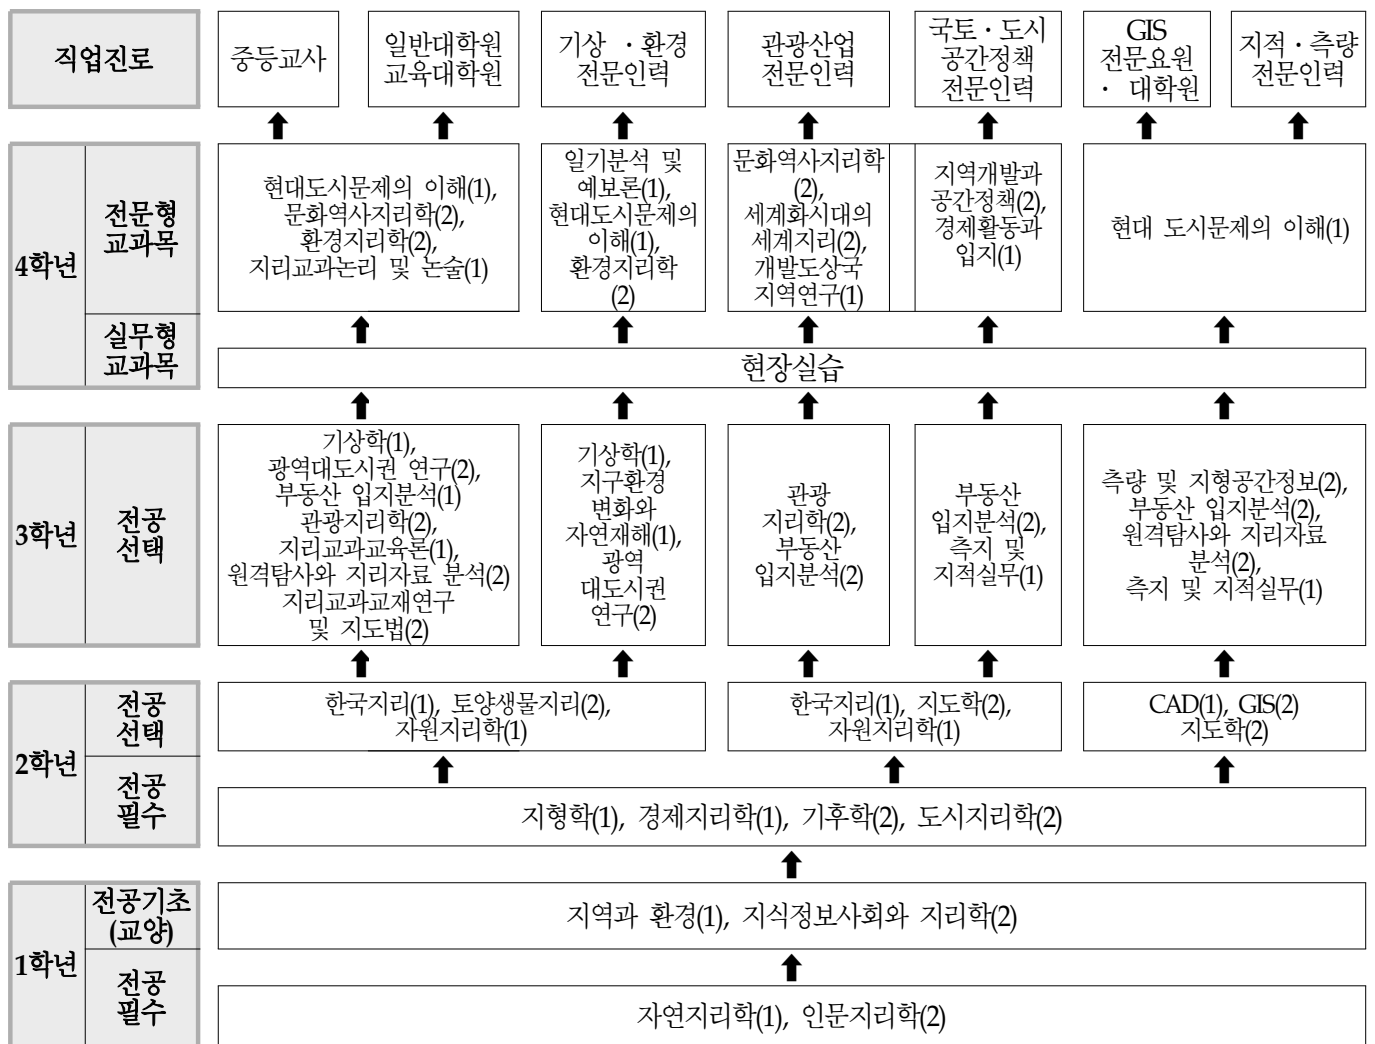 직업진로
중등교사
일반대학원
교육대학원
기상 ·환경
전문인력
관광산업
전문인력
국토·도시
공간정책
전문인력
GIS
전문요원
· 대학원
지적·측량
전문인력
4학년
전문형
교과목
현대도시문제의 이해(1),
문화역사지리학(2),
환경지리학(2),
지리교과논리 및 논술(1)
일기분석 및
예보론(1),
현대도시문제의
이해(1),
환경지리학
(2)
문화역사지리학
(2),
세계화시대의
세계지리(2),
개발도상국
지역연구(1)
지역개발과
공간정책(2),
경제활동과
입지(1)
현대 도시문제의 이해(1)
실무형
교과목
현장실습
3학년
전공
선택
기상학(1),
광역대도시권 연구(2),
부동산 입지분석(1)
관광지리학(2),
지리교과교육론(1),
원격탐사와 지리자료 분석(2)
지리교과교재연구
및 지도법(2)
기상학(1),
지구환경
변화와
자연재해(1),
광역
대도시권
연구(2)
관광
지리학(2),
부동산
입지분석(2)
부동산
입지분석(2),
측지 및
지적실무(1)
측량 및 지형공간정보(2),
부동산 입지분석(2),
원격탐사와 지리자료
분석(2),
측지 및 지적실무(1)
2학년
전공
선택
한국지리(1), 토양생물지리(2),
자원지리학(1)
한국지리(1), 지도학(2),
자원지리학(1)
CAD(1), GIS(2)
지도학(2)
전공
필수
지형학(1), 경제지리학(1), 기후학(2), 도시지리학(2)
1학년
전공기초
(교양)
지역과 환경(1), 지식정보사회와 지리학(2)
전공
필수
자연지리학(1), 인문지리학(2)